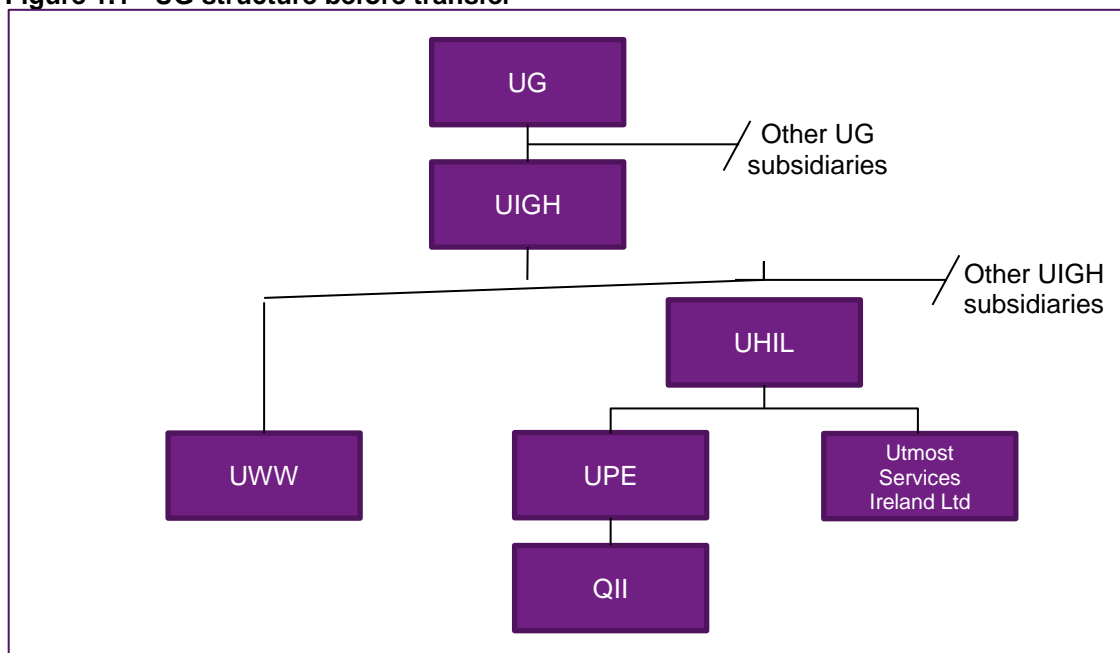 Figure 1.1 UG structure before transfer
UG
Other UG
subsidiaries
UIGH
Other UIGH
subsidiaries
UHIL
UWW
UPE
Utmost
Services
Ireland Ltd
QII